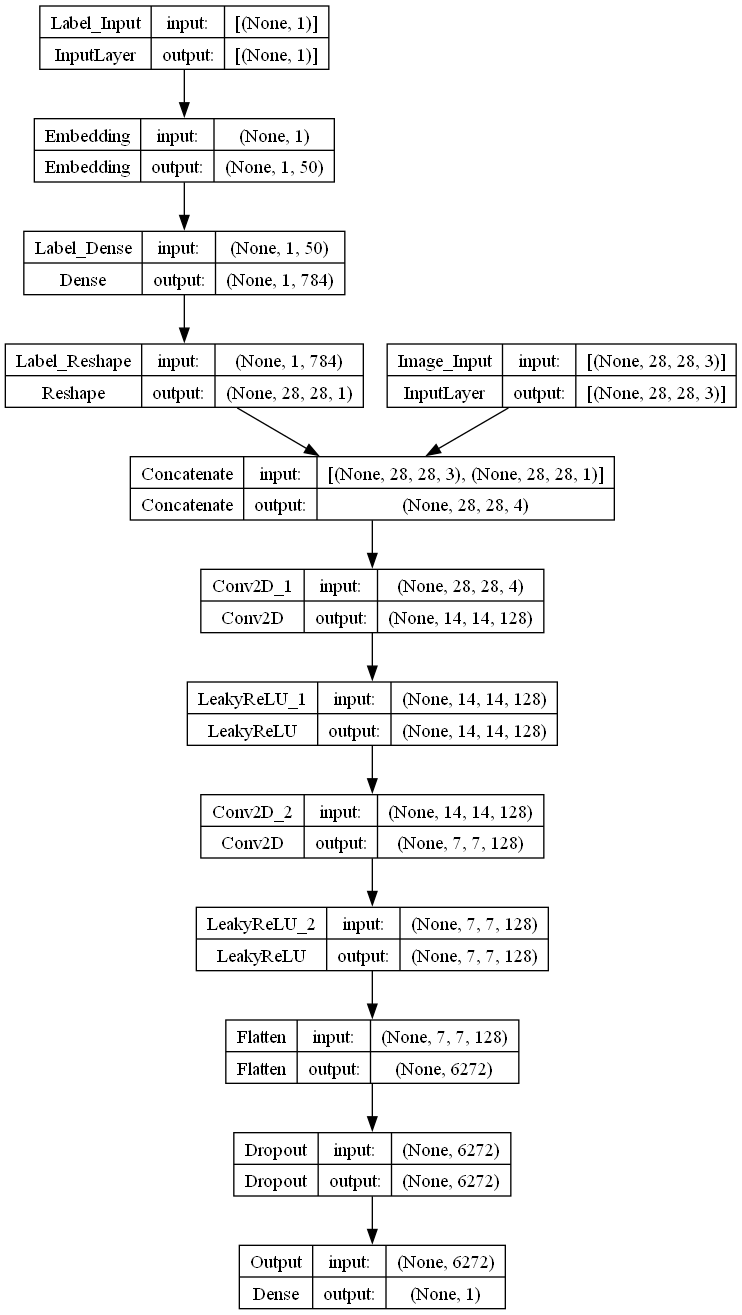 Label_Input input: [(None, 1)]
InputLayer output: [(None, 1)]
Embedding input: (None, 1)
Embedding output: (None, 1, 50)
Label_Dense input: (None, 1, 50)
Dense output: (None, 1, 784)
Label_Reshape input: (None, 1, 784)
Reshape output: (None, 28, 28, 1)
Image_Input input: [(None, 28, 28, 3)]
InputLayer output: [(None, 28, 28, 3)]
Concatenate input: [(None, 28, 28, 3), (None, 28, 28, 1)]
Concatenate output: (None, 28, 28, 4)
Conv2D_1 input: (None, 28, 28, 4)
Conv2D output: (None, 14, 14, 128)
LeakyReLU_1 input: (None, 14, 14, 128)
LeakyReLU output: (None, 14, 14, 128)
Conv2D_2 input: (None, 14, 14, 128)
Conv2D output: (None, 7, 7, 128)
LeakyReLU_2 input: (None, 7, 7, 128)
LeakyReLU output: (None, 7, 7, 128)
Flatten input: (None, 7, 7, 128)
Flatten output: (None, 6272)
Dropout input: (None, 6272)
Dropout output: (None, 6272)
Output input: (None, 6272)
Dense output: (None, 1)